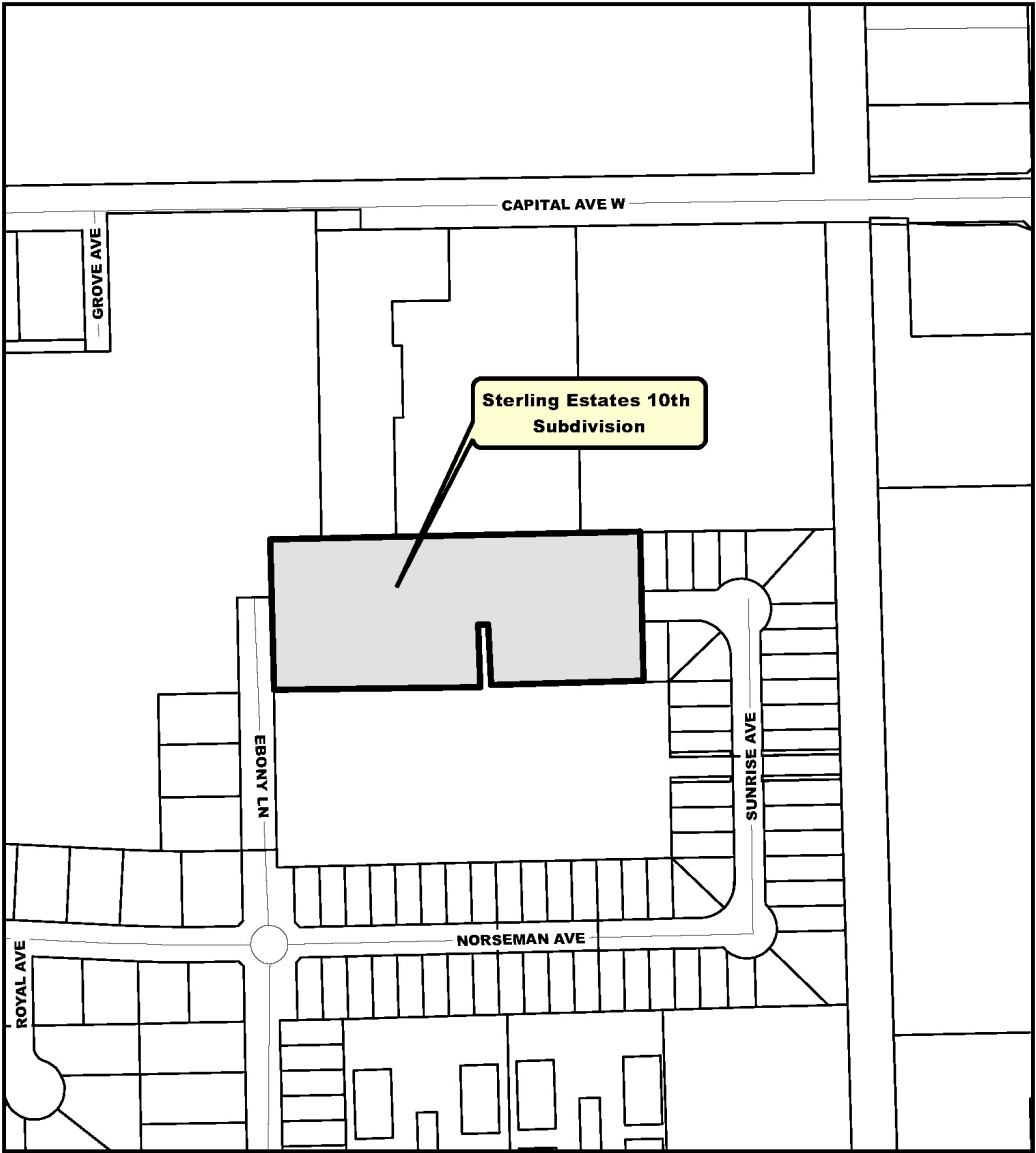 CAPITAL AVE W
GROVE AVE
Sterling Estates 10th
Subdivision
EBONY LN
SUNRISE AVE
NORSEMAN AVE
ROYAL AVE